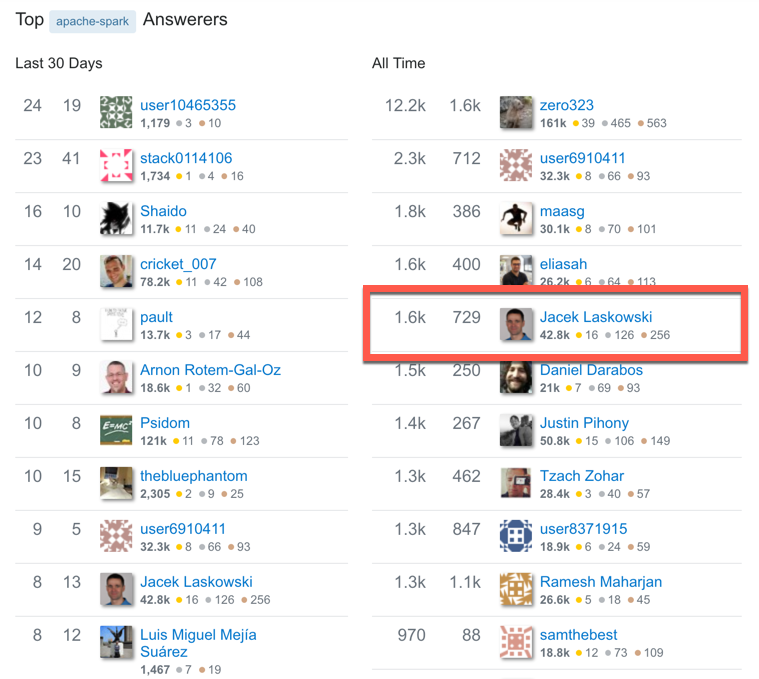 Top apache-spark Answerers
Last 30 Days
24 19 user10465355
1,179 3 10
23 41 stack0114106
1,734 1 4 16
16 10 Shaido
11.7k 11 24 40
14 20 cricket_007
78.2k 11 42 108
12 8 pault
13.7k 3 17 44
10 9 Arnon Rotem-Gal-Oz
18.6k 1 32 60
10 8 Psidom
121k 11 78 123
10 15 thebluephantom
2,305 2 9 25
9 5 user6910411
32.3k 8 66 93
8 13 Jacek Laskowski
42.8k 16 126 256
8 12 Luis Miguel Mejía
Suárez
1,467 7 19
All Time
12.2k 1.6k zero323
161k 39 465 563
2.3k 712 user6910411
32.3k 8 66 93
1.8k 386 maasg
30.1k 8 70 101
1.6k 400 eliasah
26.2k 6 64 113
1.6k 729 Jacek Laskowski
42.8k 16 126 256
1.5k 250 Daniel Darabos
21k 7 69 93
1.4k 267 Justin Pihony
50.8k 15 106 149
1.3k 462 Tzach Zohar
28.4k 3 40 57
1.3k 847 user8371915
18.9k 6 24 59
1.3k 1.1k Ramesh Maharjan
26.6k 5 18 45
970 88 samthebest
18.8k 12 73 109
E=MC²